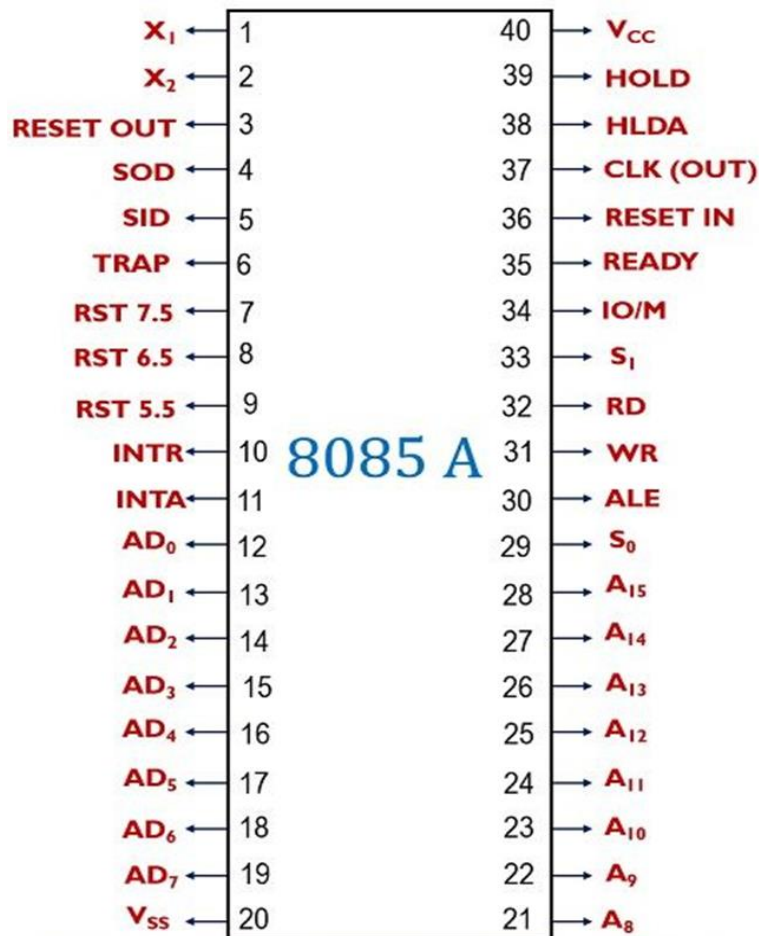 X₁ 1 40 V_CC
X₂ 2 39 HOLD
RESET OUT 3 38 HLDA
SOD 4 37 CLK (OUT)
SID 5 36 RESET IN
TRAP 6 35 READY
RST 7.5 7 34 IO/M
RST 6.5 8 33 S₁
RST 5.5 9 32 RD
INTR 10 8085 A 31 WR
INTA 11 30 ALE
AD₀ 12 29 S₀
AD₁ 13 28 A₁₅
AD₂ 14 27 A₁₄
AD₃ 15 26 A₁₃
AD₄ 16 25 A₁₂
AD₅ 17 24 A₁₁
AD₆ 18 23 A₁₀
AD₇ 19 22 A₉
V_SS 20 21 A₈